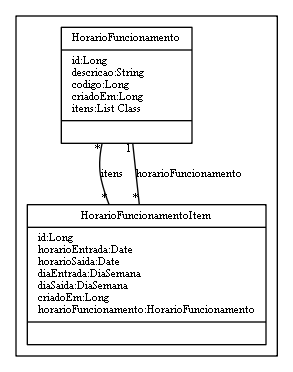 HorarioFuncionamento
id:Long
descricao:String
codigo:Long
criadoEm:Long
itens:List Class
* 1
itens horarioFuncionamento
* *
HorarioFuncionamentoItem
id:Long
horarioEntrada:Date
horarioSaida:Date
diaEntrada:DiaSemana
diaSaida:DiaSemana
criadoEm:Long
horarioFuncionamento:HorarioFuncionamento